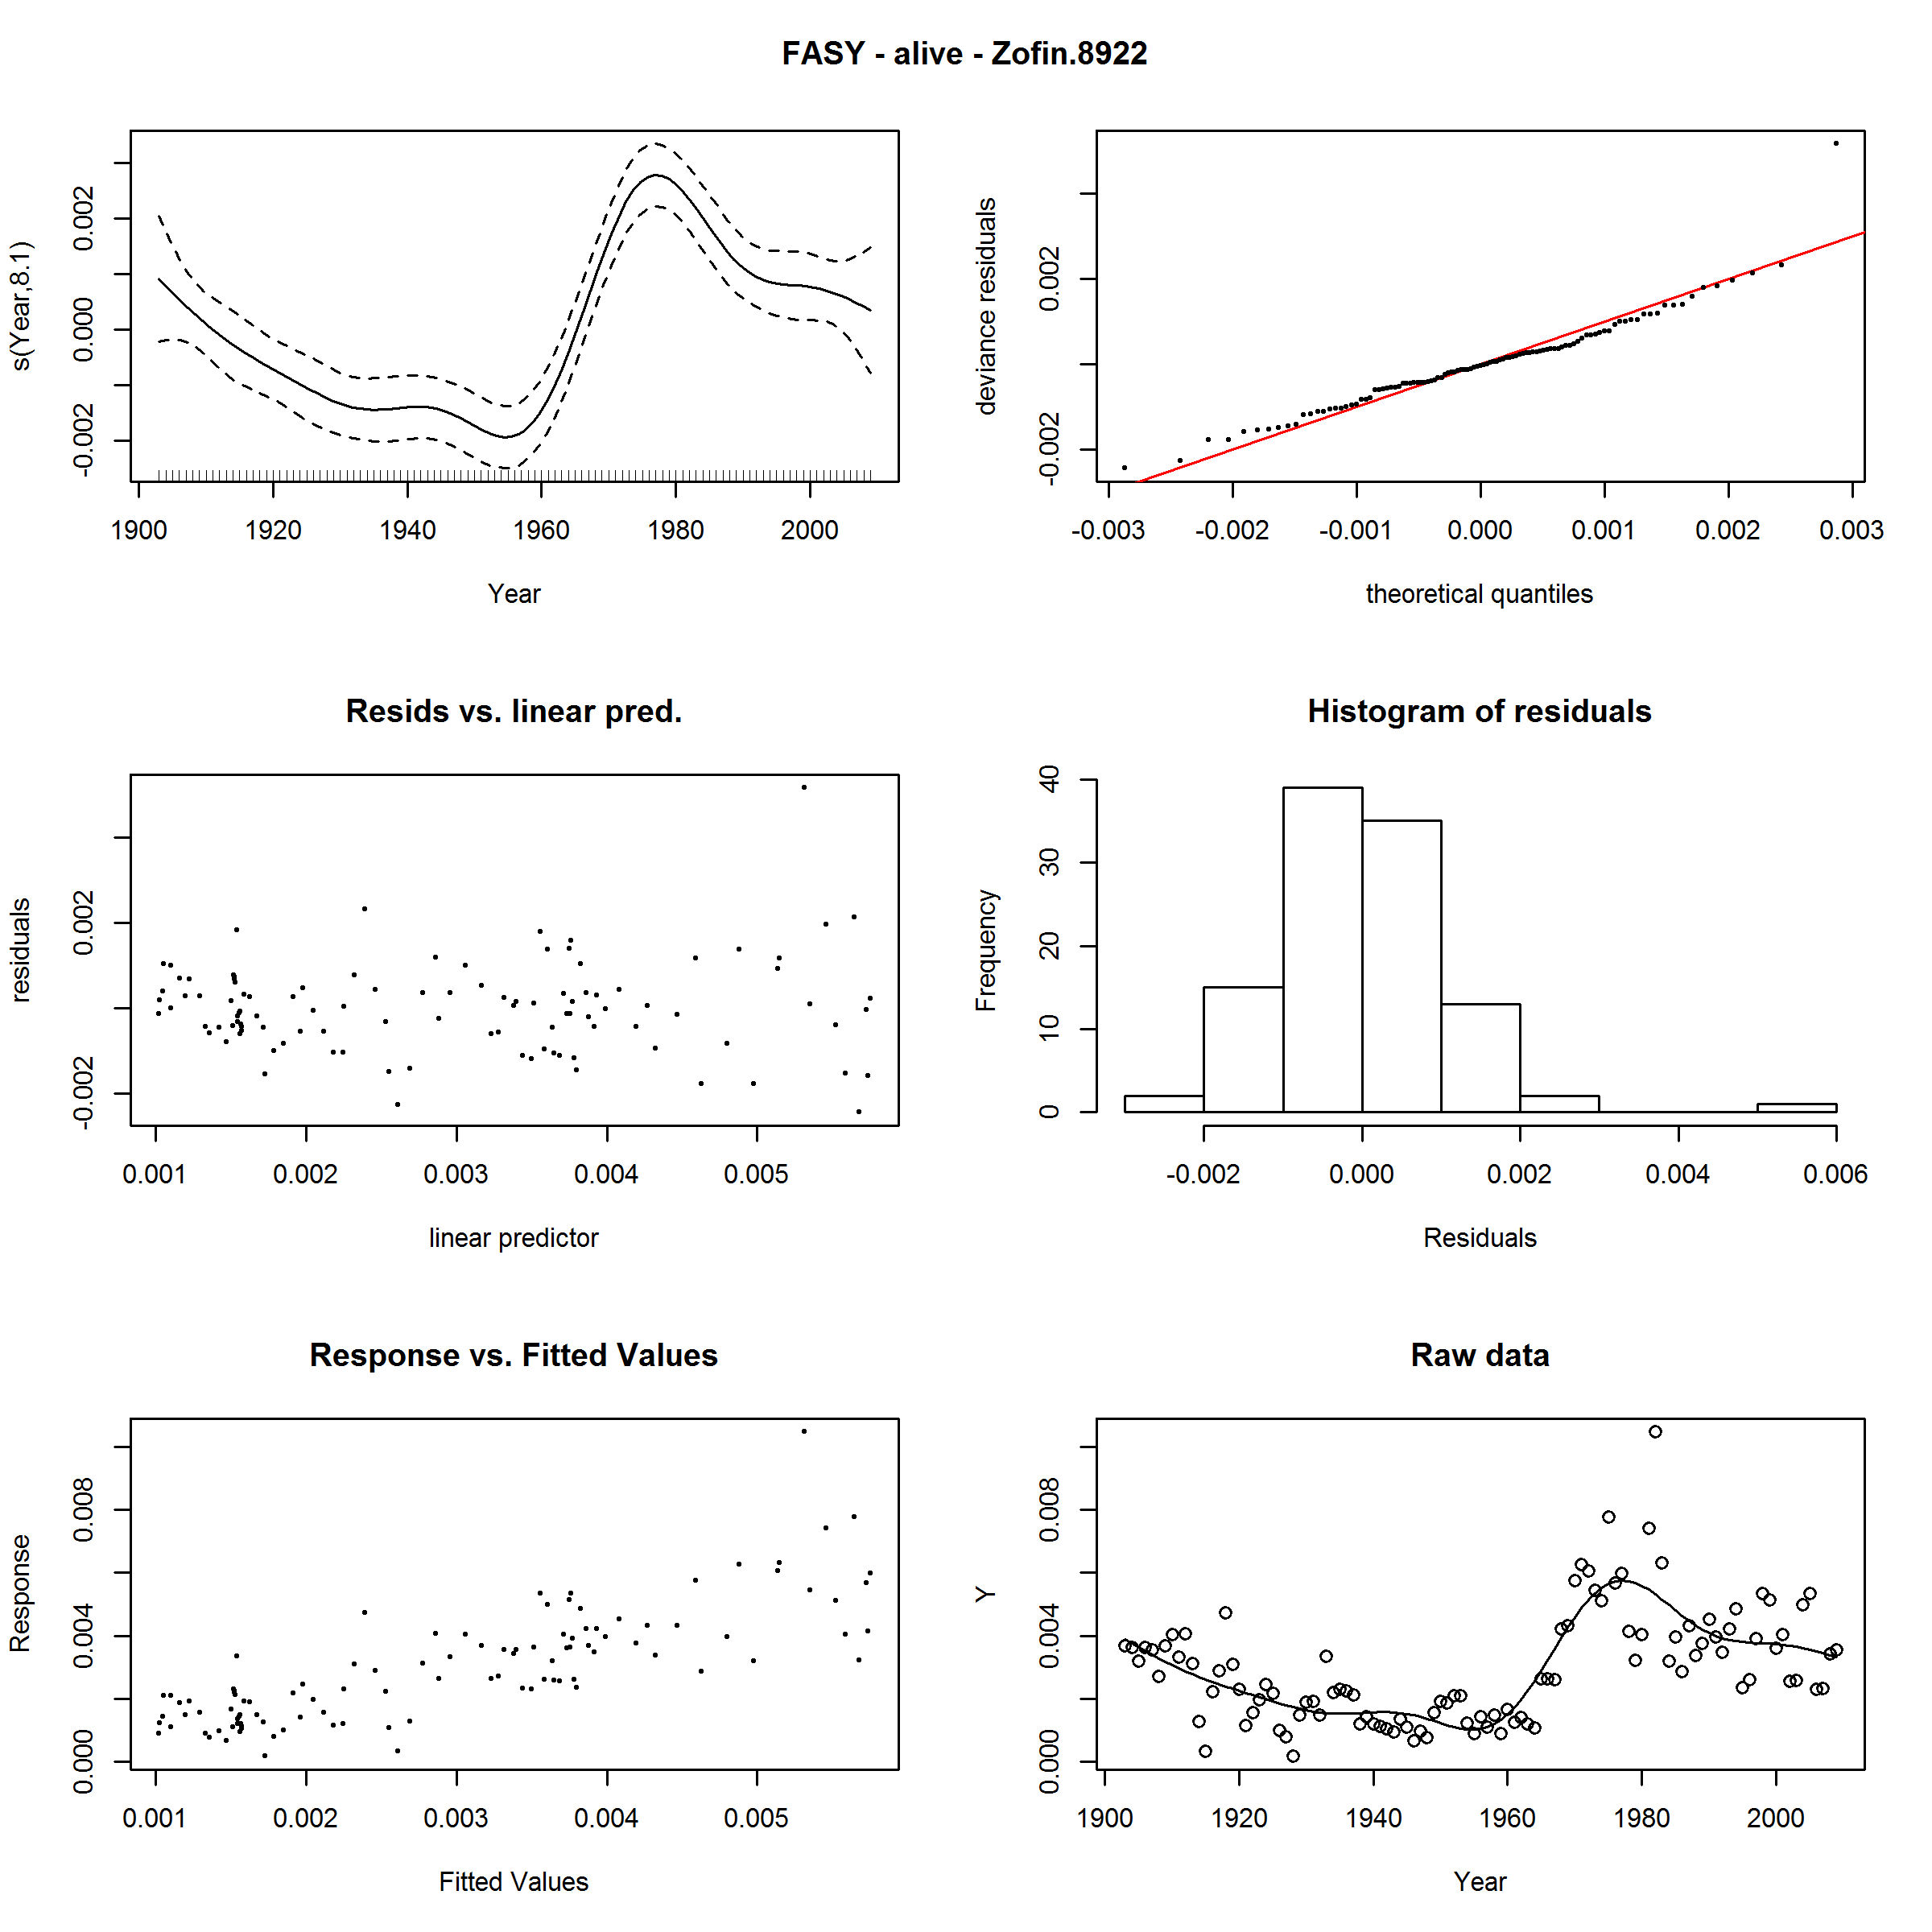 FASY - alive - Zofin.8922
s(Year,8.1)
-0.002 0.000 0.002
1900 1920 1940 1960 1980 2000
Year
deviance residuals
-0.002 0.002
-0.003 -0.002 -0.001 0.000 0.001 0.002 0.003
theoretical quantiles
Resids vs. linear pred.
residuals
-0.002 0.002
0.001 0.002 0.003 0.004 0.005
linear predictor
Histogram of residuals
Frequency
0 10 20 30 40
-0.002 0.000 0.002 0.004 0.006
Residuals
Response vs. Fitted Values
Response
0.000 0.004 0.008
0.001 0.002 0.003 0.004 0.005
Fitted Values
Raw data
Y
0.000 0.004 0.008
1900 1920 1940 1960 1980 2000
Year